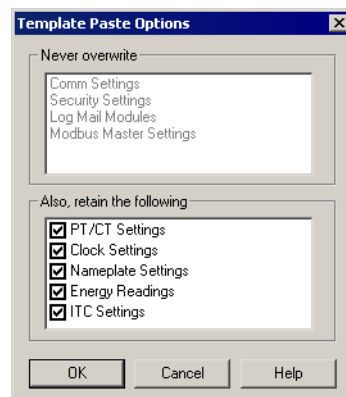 Template Paste Options
Never overwrite
Comm Settings
Security Settings
Log Mail Modules
Modbus Master Settings
Also, retain the following
PT/CT Settings
Clock Settings
Nameplate Settings
Energy Readings
ITC Settings
OK Cancel Help